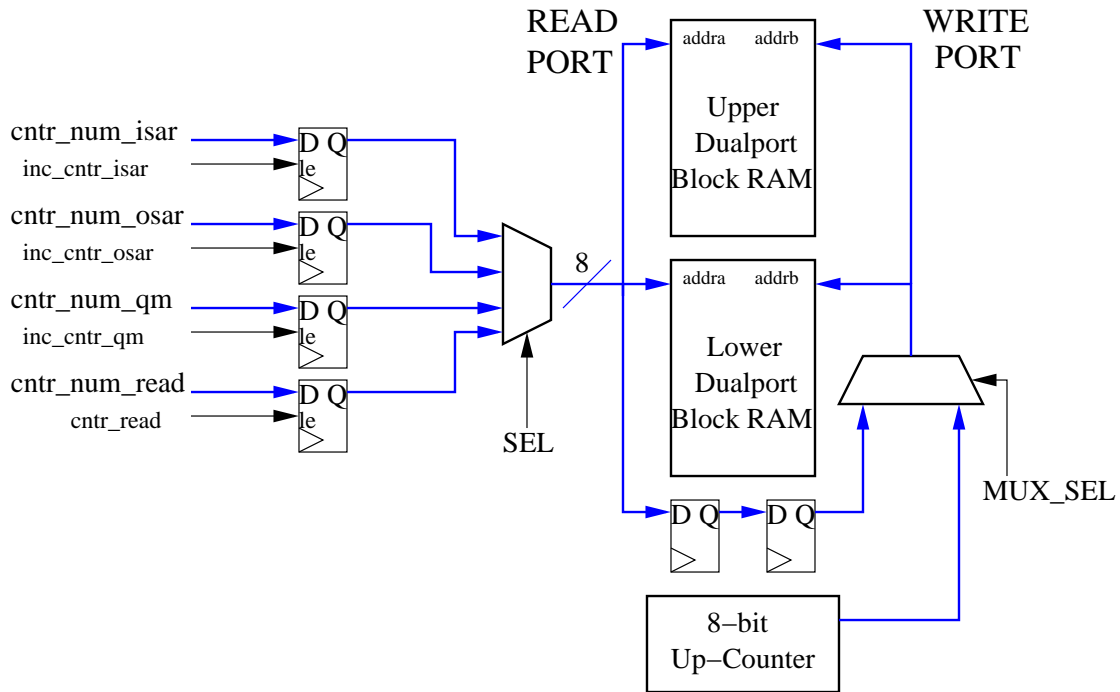 READ
PORT
WRITE
PORT
addra addrb
Upper
Dualport
Block RAM
cntr_num_isar
inc_cntr_isar
D Q
le
cntr_num_osar
inc_cntr_osar
D Q
le
cntr_num_qm
inc_cntr_qm
D Q
le
cntr_num_read
cntr_read
D Q
le
SEL
8
addra addrb
Lower
Dualport
Block RAM
MUX_SEL
D Q
D Q
8−bit
Up−Counter